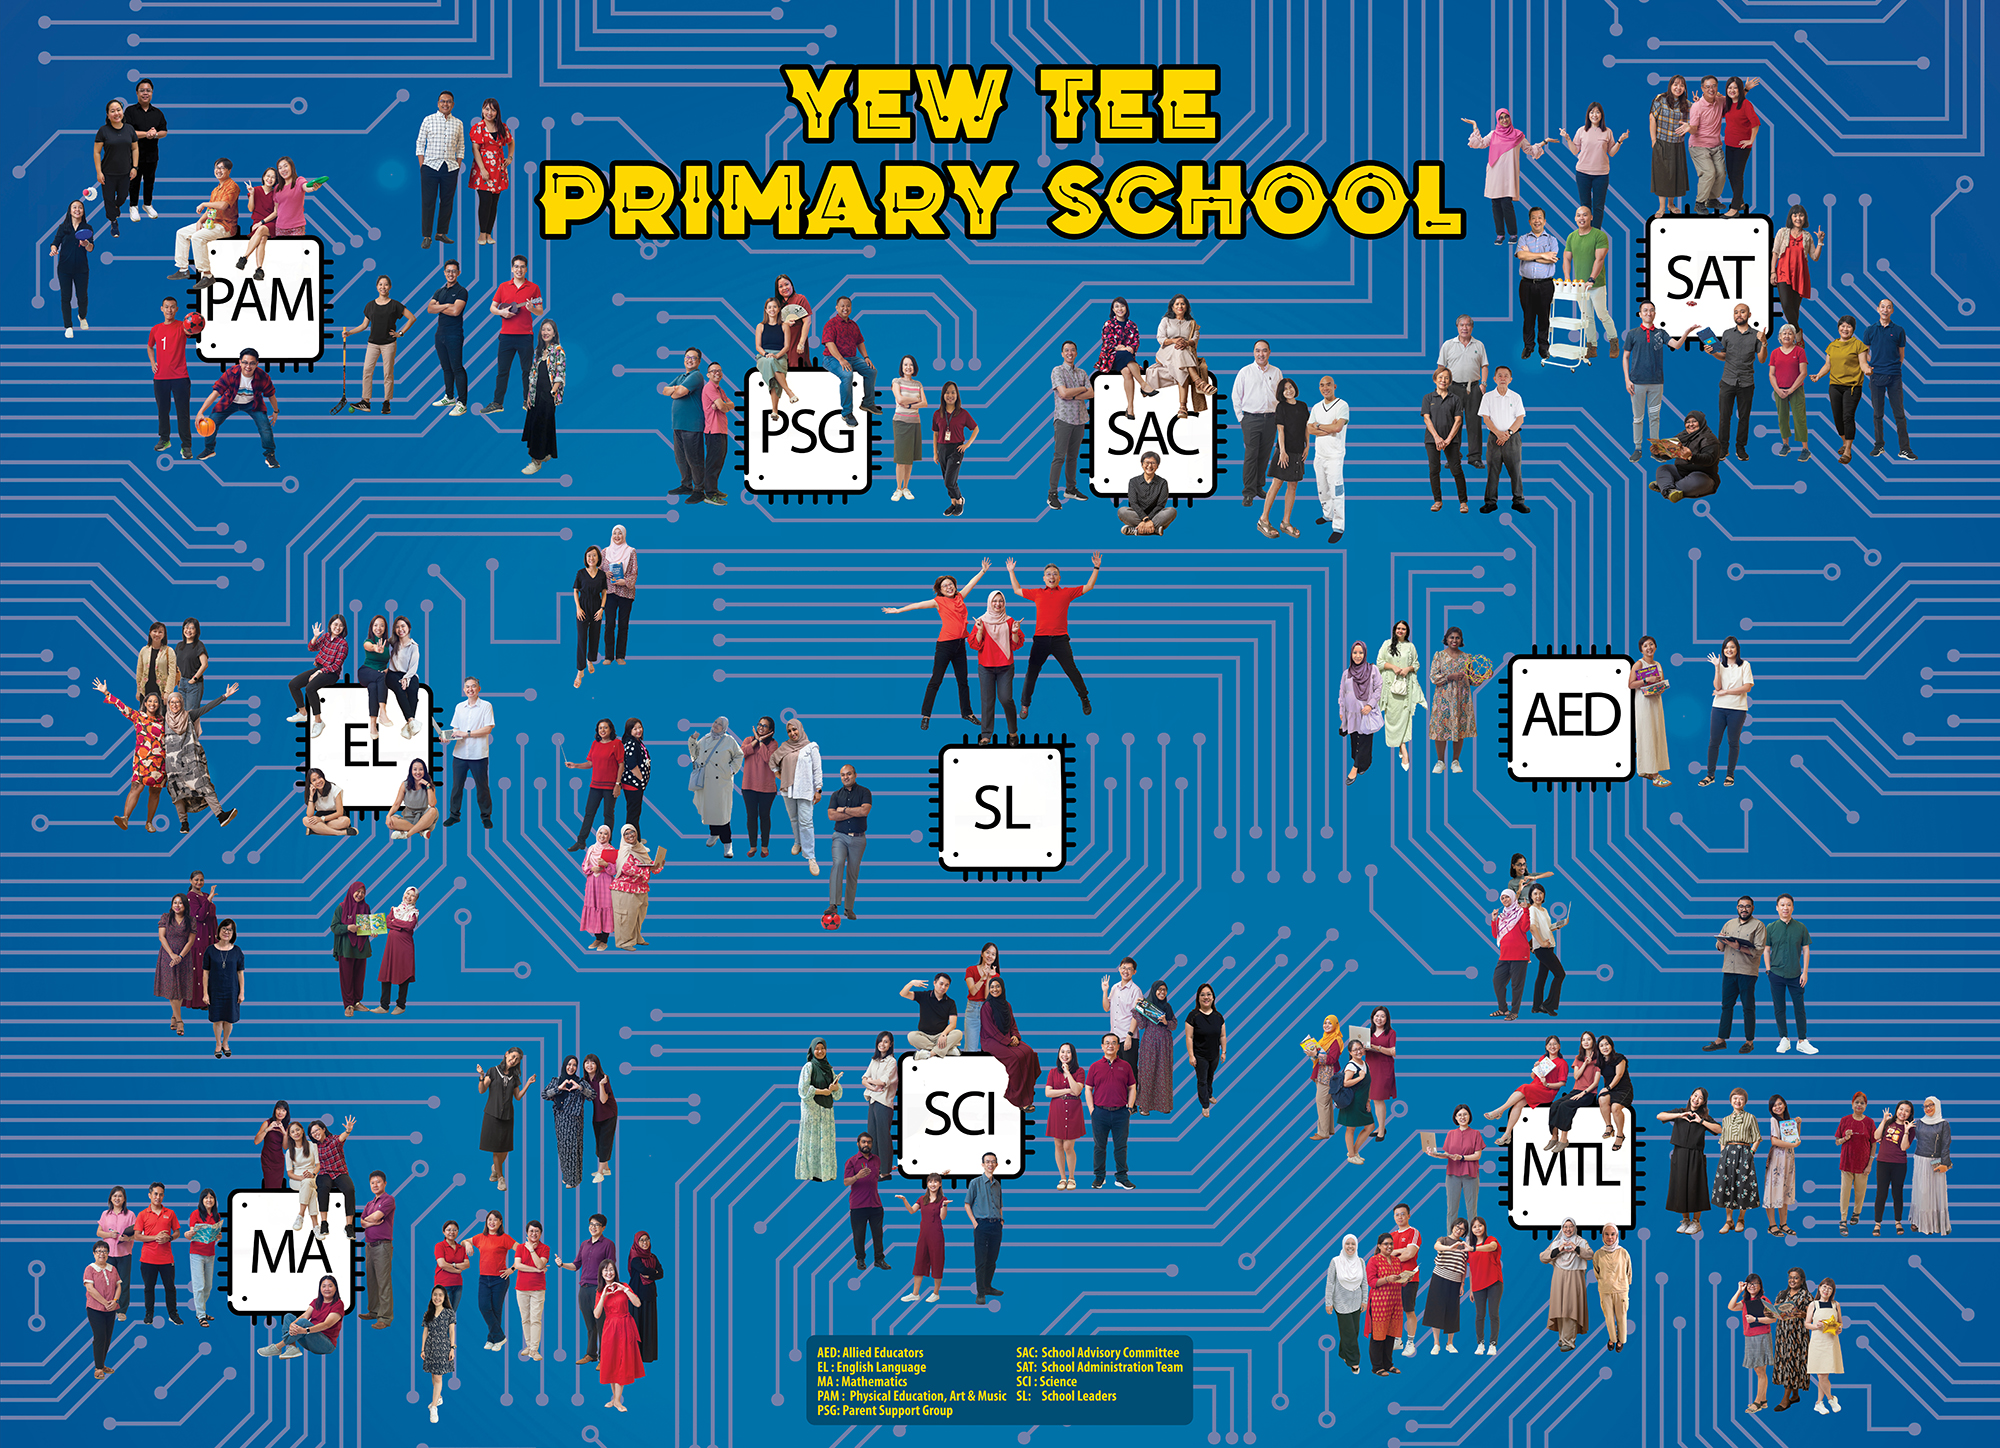 YEW TEE
PRIMARY SCHOOL
PAM
SAT
PSG
SAC
EL
AED
SL
SCI
MTL
MA
1
AED: Allied Educators
EL : English Language
MA : Mathematics
PAM : Physical Education, Art & Music
PSG: Parent Support Group
SAC: School Advisory Committee
SAT: School Administration Team
SCI : Science
SL: School Leaders